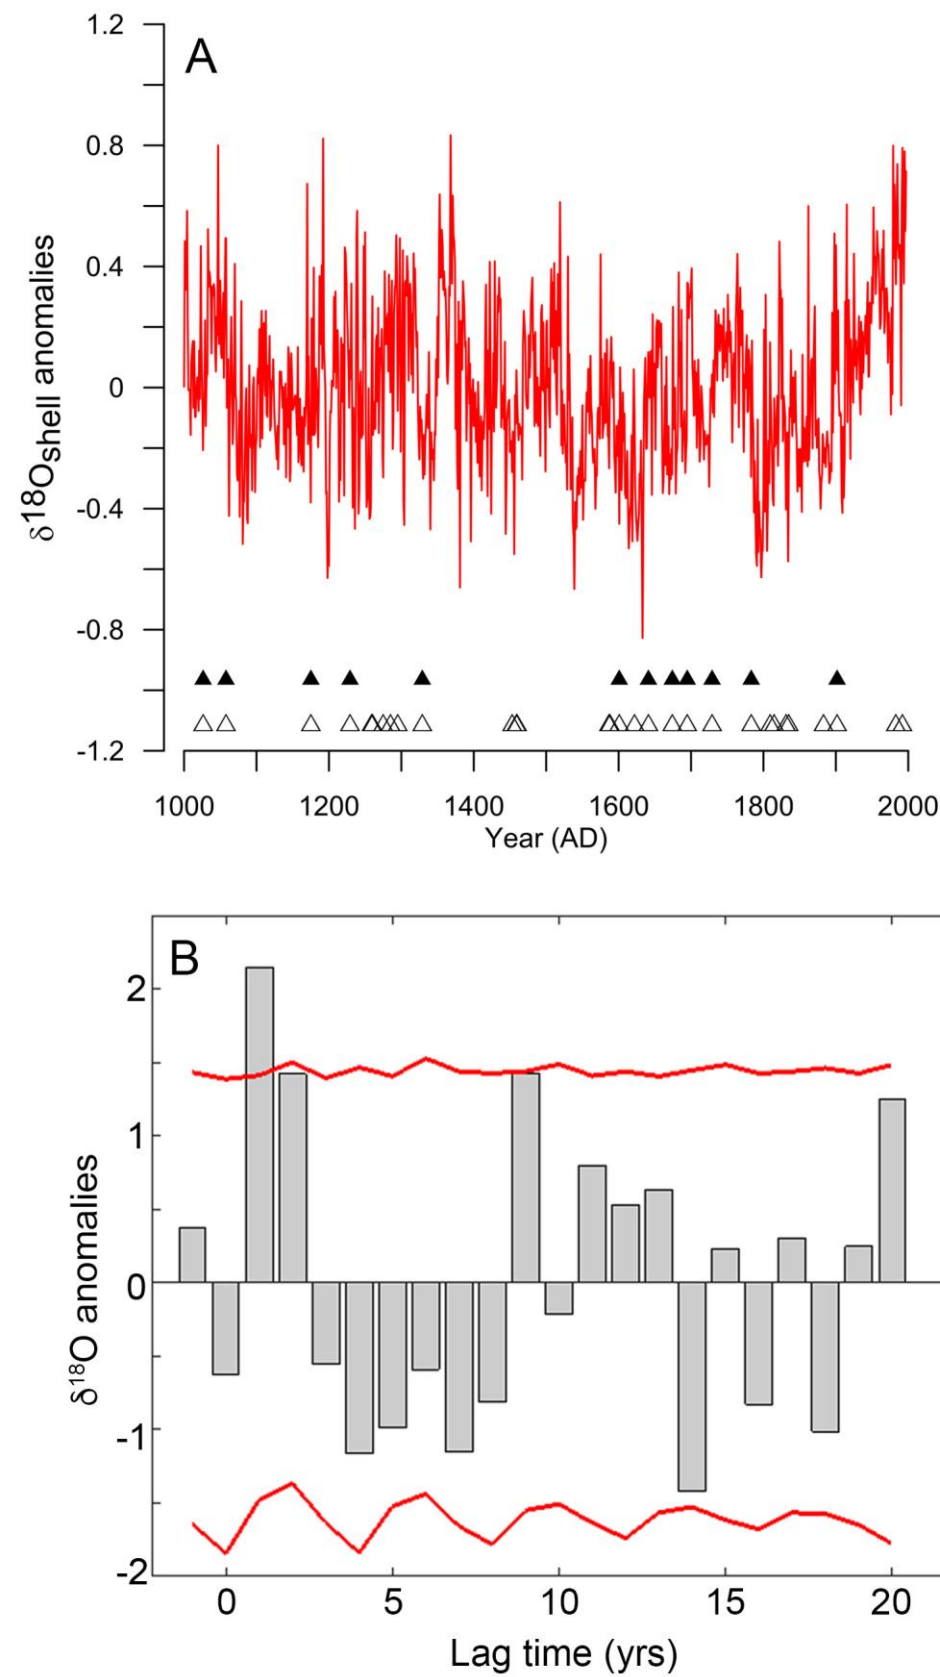 A
1.2
0.8
0.4
0
-0.4
-0.8
-1.2
δ18Oshell anomalies
1000 1200 1400 1600 1800 2000
Year (AD)
B
2
1
0
-1
-2
δ18O anomalies
0 5 10 15 20
Lag time (yrs)